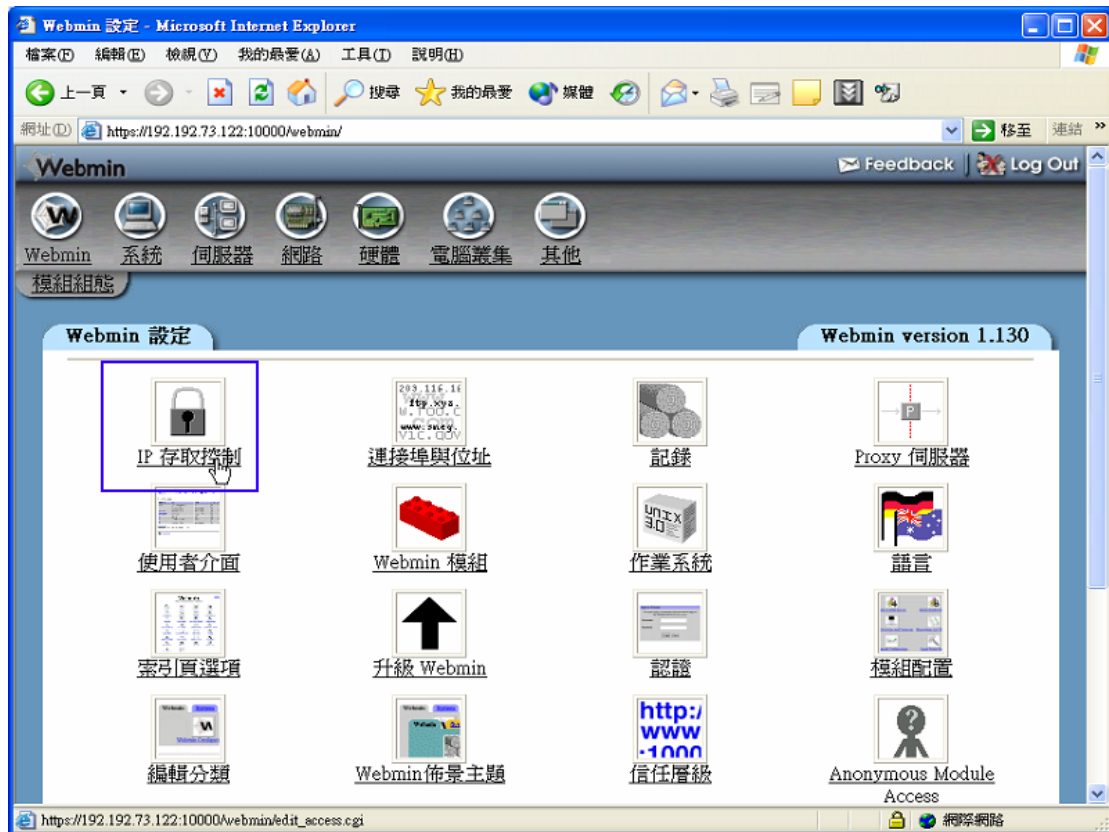 Webmin 設定 - Microsoft Internet Explorer
檔案(F) 編輯(E) 檢視(V) 我的最愛(A) 工具(T) 說明(H)
上一頁 搜尋 我的最愛 媒體
網址(D) https://192.192.73.122:10000/webmin/ 移至 連結 »
Webmin Feedback Log Out
Webmin 系統 伺服器 網路 硬體 電腦叢集 其他
模組組態
Webmin 設定 Webmin version 1.130
IP 存取控制 連接埠與位址 記錄 Proxy 伺服器
使用者介面 Webmin 模組 作業系統 語言
索引頁選項 升級 Webmin 認證 模組配置
http:/
www
:1000
編輯分類 Webmin佈景主題 信任層級 Anonymous Module
Access
https://192.192.73.122:10000/webmin/edit_access.cgi 網際網路